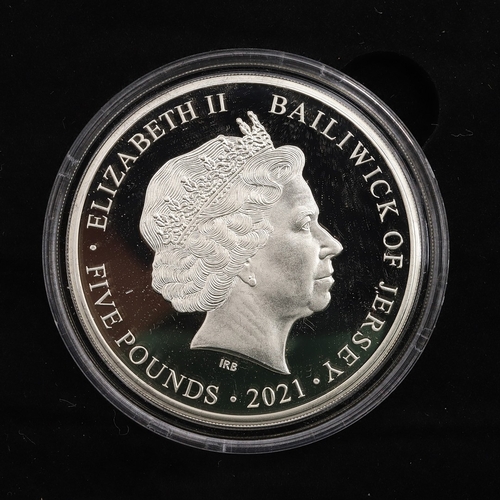 ELIZABETH II BAILIWICK OF JERSEY · 2021 · FIVE POUNDS ·
IRB